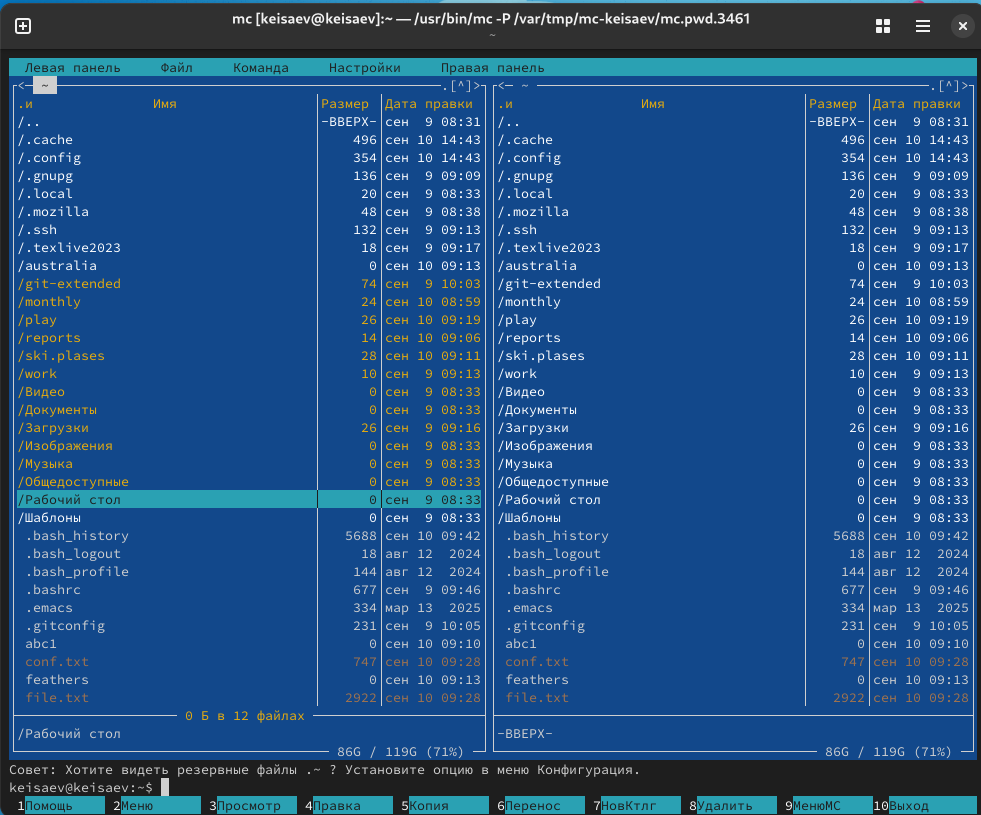 mc [keisaev@keisaev]:~ — /usr/bin/mc -P /var/tmp/mc-keisaev/mc.pwd.3461
~
Левая панель Файл Команда Настройки Правая панель
<─ ~ .[^]> <─ ~ .[^]>
.и Имя Размер Дата правки .и Имя Размер Дата правки
/.. -ВВЕРХ- сен 9 08:31 /.. -ВВЕРХ- сен 9 08:31
/.cache 496 сен 10 14:43 /.cache 496 сен 10 14:43
/.config 354 сен 10 14:43 /.config 354 сен 10 14:43
/.gnupg 136 сен 9 09:09 /.gnupg 136 сен 9 09:09
/.local 20 сен 9 08:33 /.local 20 сен 9 08:33
/.mozilla 48 сен 9 08:38 /.mozilla 48 сен 9 08:38
/.ssh 132 сен 9 09:13 /.ssh 132 сен 9 09:13
/.texlive2023 18 сен 9 09:17 /.texlive2023 18 сен 9 09:17
/australia 0 сен 10 09:13 /australia 0 сен 10 09:13
/git-extended 74 сен 9 10:03 /git-extended 74 сен 9 10:03
/monthly 24 сен 10 08:59 /monthly 24 сен 10 08:59
/play 26 сен 10 09:19 /play 26 сен 10 09:19
/reports 14 сен 10 09:06 /reports 14 сен 10 09:06
/ski.plases 28 сен 10 09:11 /ski.plases 28 сен 10 09:11
/work 10 сен 9 09:13 /work 10 сен 9 09:13
/Видео 0 сен 9 08:33 /Видео 0 сен 9 08:33
/Документы 0 сен 9 08:33 /Документы 0 сен 9 08:33
/Загрузки 26 сен 9 09:16 /Загрузки 26 сен 9 09:16
/Изображения 0 сен 9 08:33 /Изображения 0 сен 9 08:33
/Музыка 0 сен 9 08:33 /Музыка 0 сен 9 08:33
/Общедоступные 0 сен 9 08:33 /Общедоступные 0 сен 9 08:33
/Рабочий стол 0 сен 9 08:33 /Рабочий стол 0 сен 9 08:33
/Шаблоны 0 сен 9 08:33 /Шаблоны 0 сен 9 08:33
.bash_history 5688 сен 10 09:42 .bash_history 5688 сен 10 09:42
.bash_logout 18 авг 12 2024 .bash_logout 18 авг 12 2024
.bash_profile 144 авг 12 2024 .bash_profile 144 авг 12 2024
.bashrc 677 сен 9 09:46 .bashrc 677 сен 9 09:46
.emacs 334 мар 13 2025 .emacs 334 мар 13 2025
.gitconfig 231 сен 9 10:05 .gitconfig 231 сен 9 10:05
abc1 0 сен 10 09:10 abc1 0 сен 10 09:10
conf.txt 747 сен 10 09:28 conf.txt 747 сен 10 09:28
feathers 0 сен 10 09:13 feathers 0 сен 10 09:13
file.txt 2922 сен 10 09:28 file.txt 2922 сен 10 09:28
0 Б в 12 файлах
/Рабочий стол -ВВЕРХ-
86G / 119G (71%) 86G / 119G (71%)
Совет: Хотите видеть резервные файлы .~ ? Установите опцию в меню Конфигурация.
keisaev@keisaev:~$
1Помощь 2Меню 3Просмотр 4Правка 5Копия 6Перенос 7НовКтлг 8Удалить 9МенюМС 10Выход